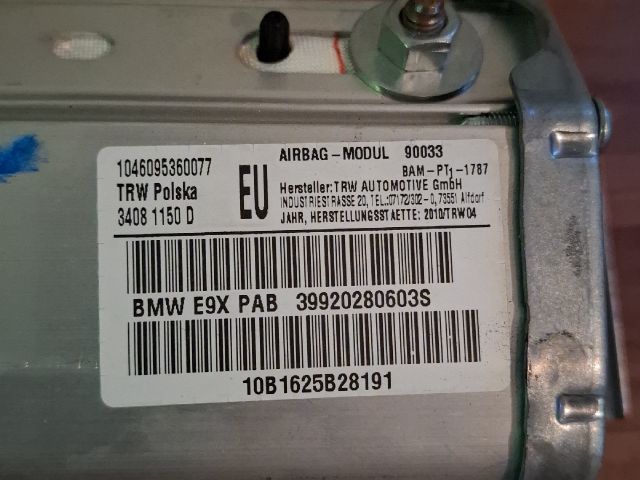 1046095360077
TRW Polska
3408 1150 D
EU
AIRBAG-MODUL 90033
BAM-PT1-1787
Hersteller: TRW AUTOMOTIVE GmbH
INDUSTRIESTRASSE 20, TEL.:07172/302-0, 73551 Alfdorf
JAHR, HERSTELLUNGSSTAETTE: 2010/TRW04
BMW E9X PAB 39920280603S
10B1625B28191